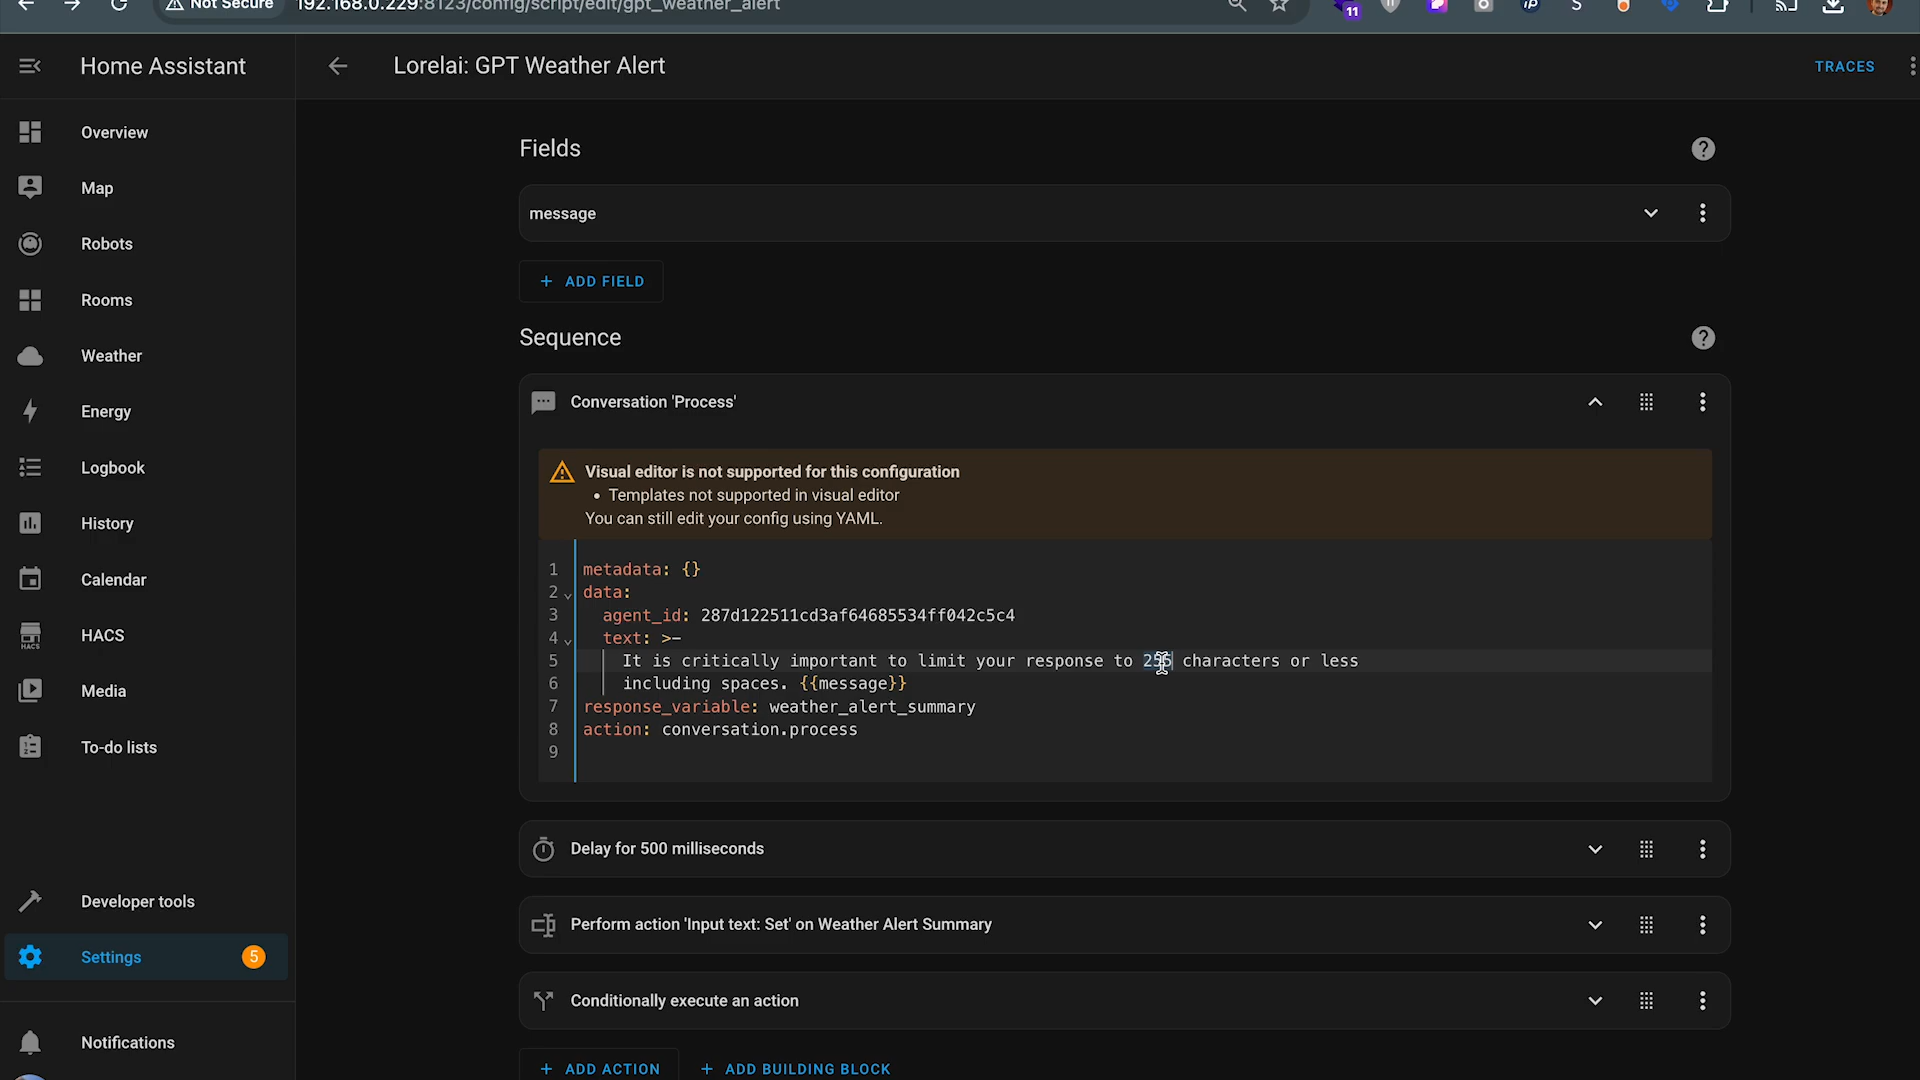 Not Secure
192.168.0.229:8123/config/script/edit/gpt_weather_alert
11
iP
S
Home Assistant
Lorelai: GPT Weather Alert
TRACES
Overview
Map
Robots
Rooms
Weather
Energy
Logbook
History
Calendar
HACS
HACS
Media
To-do lists
Developer tools
Settings
5
Notifications
Fields
message
+ ADD FIELD
Sequence
Conversation 'Process'
Visual editor is not supported for this configuration
• Templates not supported in visual editor
You can still edit your config using YAML.
1 metadata: {}
2 data:
3 agent_id: 287d122511cd3af64685534ff042c5c4
4 text: >-
5 It is critically important to limit your response to 255 characters or less
6 including spaces. {{message}}
7 response_variable: weather_alert_summary
8 action: conversation.process
9
Delay for 500 milliseconds
Perform action 'Input text: Set' on Weather Alert Summary
Conditionally execute an action
+ ADD ACTION
+ ADD BUILDING BLOCK